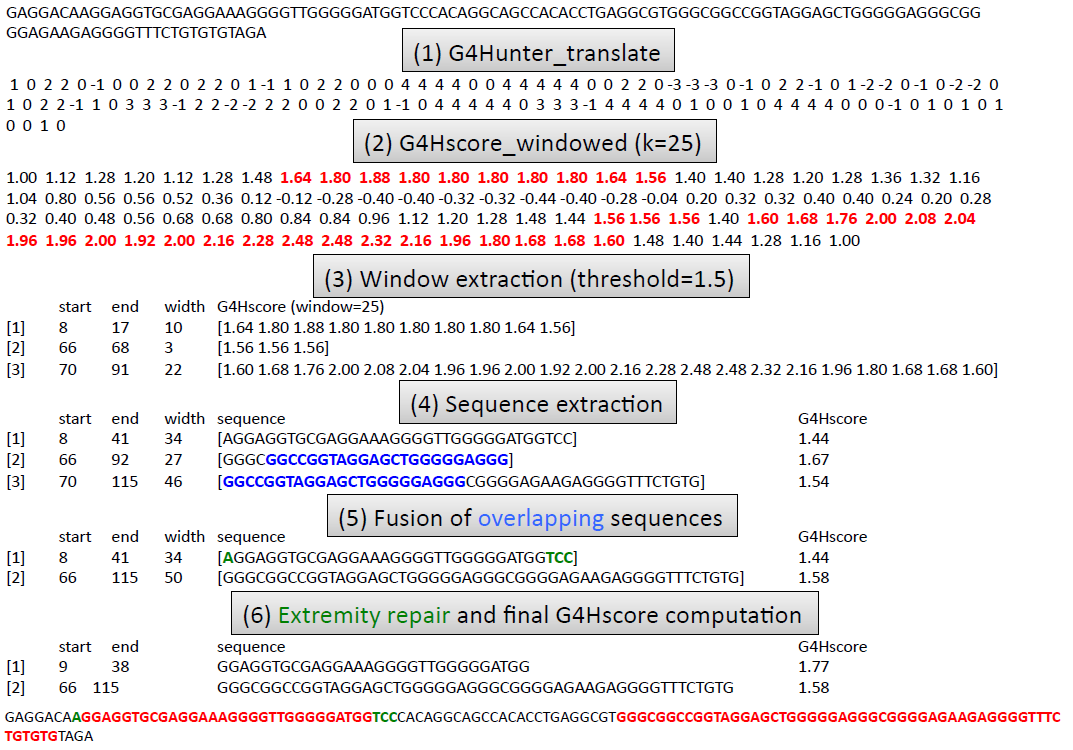 GAGGACAAGGAGGTGCGAGGAAAGGGGTTGGGGGATGGTCCCACAGGCAGCCACACCTGAGGCGTGGGCGGCCGGTAGGAGCTGGGGGAGGGCGG
GGAGAAGAGGGGTTTCTGTGTGTAGA
(1) G4Hunter_translate
1 0 2 2 0 -1 0 0 2 2 0 2 2 0 1 -1 1 0 2 2 0 0 0 4 4 4 4 0 0 4 4 4 4 4 0 0 2 2 0 -3 -3 -3 0 -1 0 2 2 -1 0 1 -2 -2 0 -1 0 -2 -2 0
1 0 2 2 -1 1 0 3 3 3 -1 2 2 -2 -2 2 2 0 0 2 2 0 1 -1 0 4 4 4 4 4 0 3 3 3 -1 4 4 4 4 0 1 0 0 1 0 4 4 4 4 0 0 0 -1 0 1 0 1 0 1
0 0 1 0
(2) G4Hscore_windowed (k=25)
1.00 1.12 1.28 1.20 1.12 1.28 1.48 1.64 1.80 1.88 1.80 1.80 1.80 1.80 1.80 1.64 1.56 1.40 1.40 1.28 1.20 1.28 1.36 1.32 1.16
1.04 0.80 0.56 0.56 0.52 0.36 0.12 -0.12 -0.28 -0.40 -0.40 -0.32 -0.32 -0.44 -0.40 -0.28 -0.04 0.20 0.32 0.32 0.40 0.40 0.24 0.20 0.28
0.32 0.40 0.48 0.56 0.68 0.68 0.80 0.84 0.84 0.96 1.12 1.20 1.28 1.48 1.44 1.56 1.56 1.56 1.40 1.60 1.68 1.76 2.00 2.08 2.04
1.96 1.96 2.00 1.92 2.00 2.16 2.28 2.48 2.48 2.32 2.16 1.96 1.80 1.68 1.68 1.60 1.48 1.40 1.44 1.28 1.16 1.00
(3) Window extraction (threshold=1.5)
start end width G4Hscore (window=25)
[1] 8 17 10 [1.64 1.80 1.88 1.80 1.80 1.80 1.80 1.80 1.64 1.56]
[2] 66 68 3 [1.56 1.56 1.56]
[3] 70 91 22 [1.60 1.68 1.76 2.00 2.08 2.04 1.96 1.96 2.00 1.92 2.00 2.16 2.28 2.48 2.48 2.32 2.16 1.96 1.80 1.68 1.68 1.60]
(4) Sequence extraction
start end width sequence G4Hscore
[1] 8 41 34 [AGGAGGTGCGAGGAAAGGGGTTGGGGGATGGTCC] 1.44
[2] 66 92 27 [GGGCGGCCGGTAGGAGCTGGGGGAGGG] 1.67
[3] 70 115 46 [GGCCGGTAGGAGCTGGGGGAGGGCGGGGAGAAGAGGGGTTTCTGTG] 1.54
(5) Fusion of overlapping sequences
start end width sequence G4Hscore
[1] 8 41 34 [AGGAGGTGCGAGGAAAGGGGTTGGGGGATGGTCC] 1.44
[2] 66 115 50 [GGGCGGCCGGTAGGAGCTGGGGGAGGGCGGGGAGAAGAGGGGTTTCTGTG] 1.58
(6) Extremity repair and final G4Hscore computation
start end sequence G4Hscore
[1] 9 38 GGAGGTGCGAGGAAAGGGGTTGGGGGATGG 1.77
[2] 66 115 GGGCGGCCGGTAGGAGCTGGGGGAGGGCGGGGAGAAGAGGGGTTTCTGTG 1.58
GAGGACAAGGAGGTGCGAGGAAAGGGGTTGGGGGATGGTCCCACAGGCAGCCACACCTGAGGCGTGGGCGGCCGGTAGGAGCTGGGGGAGGGCGGGGAGAAGAGGGGTTTC
TGTGTGTAGA